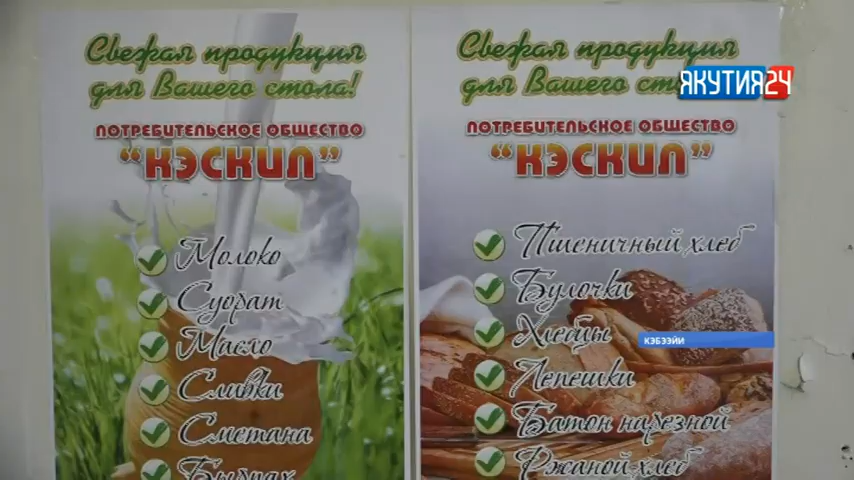 Свежая продукция
для Вашего стола!
ПОТРЕБИТЕЛЬСКОЕ ОБЩЕСТВО
"КЭСКИЛ"
Молоко
Суорат
Масло
Сливки
Сметана
Быырпах
Свежая продукция
для Вашего
ПОТРЕБИТЕЛЬСКОЕ ОБЩЕСТВО
"КЭСКИЛ"
Пшеничный хлеб
Булочки
Хлебцы
Лепешки
Батон нарезной
Ржаной хлеб
ЯКУТИЯ24
КЭБЭЭЙИ